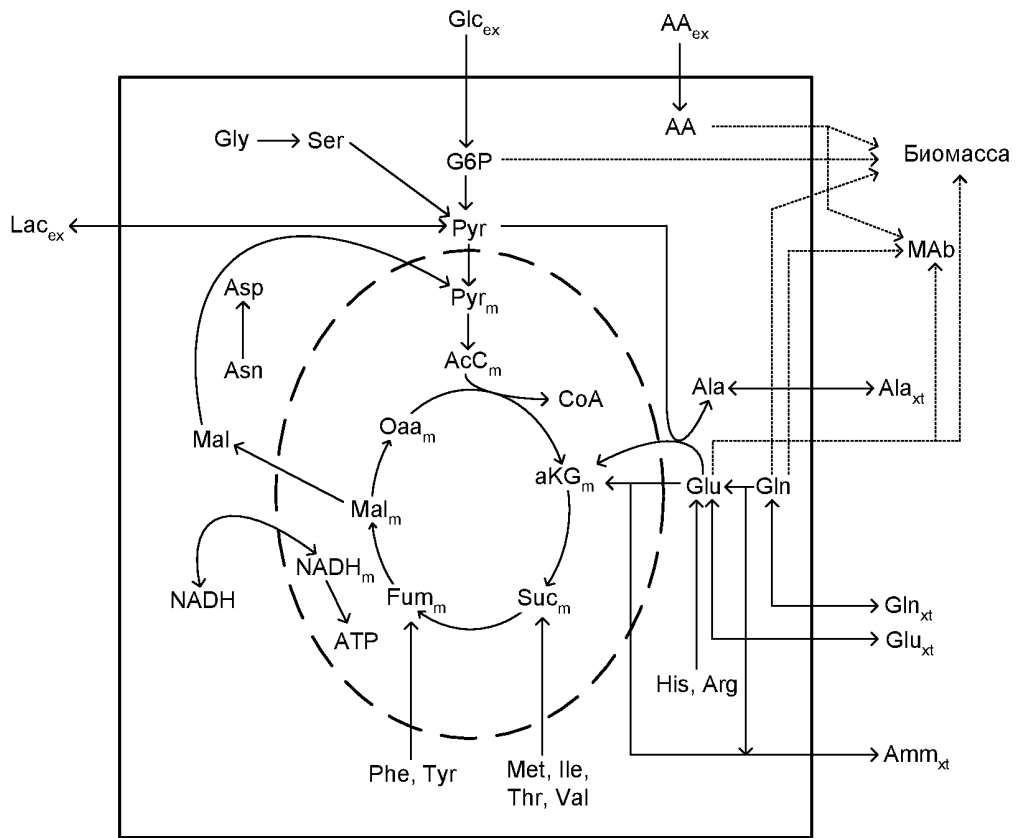 Glc_ex
AA_ex
Gly
Ser
AA
G6P
Биомасса
Lac_ex
Pyr
MAb
Asp
Pyr_m
Asn
AcC_m
CoA
Ala
Ala_xt
Mal
Oaa_m
aKG_m
Glu
Gln
Mal_m
NADH
NADH_m
Fum_m
Suc_m
ATP
Gln_xt
Glu_xt
His, Arg
Phe, Tyr
Met, Ile,
Thr, Val
Amm_xt